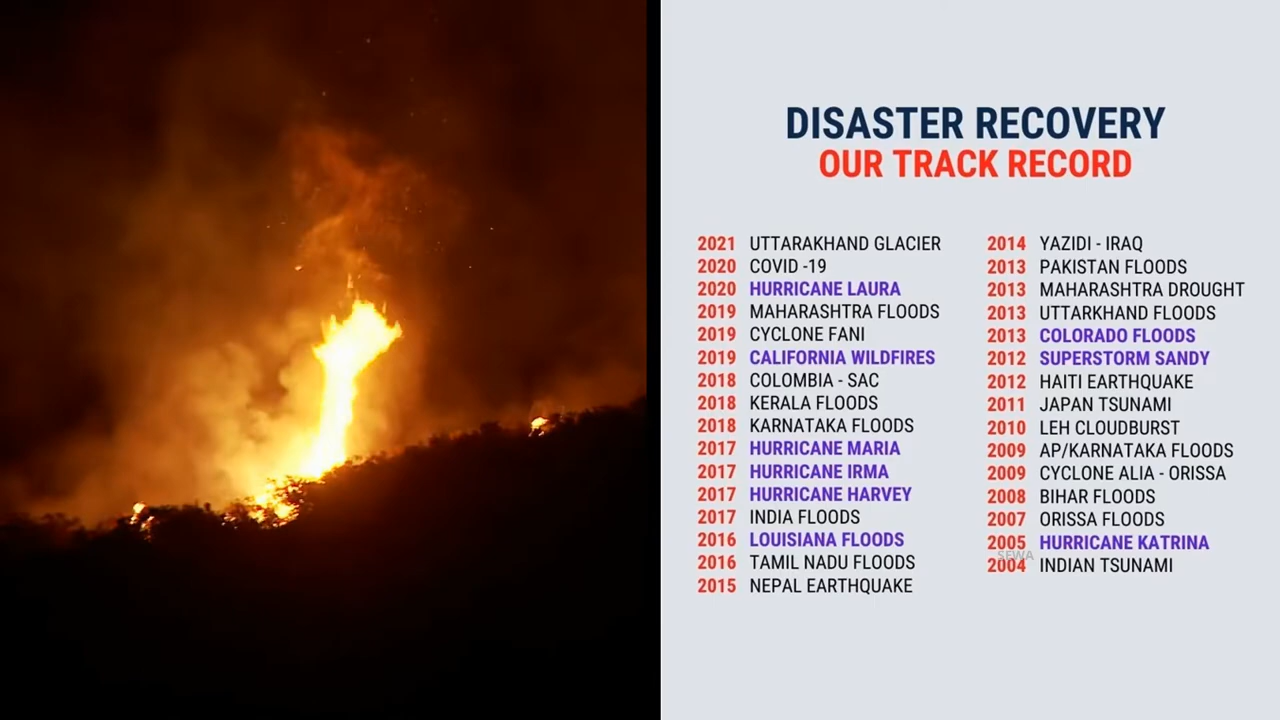 DISASTER RECOVERY
OUR TRACK RECORD
2021 UTTARAKHAND GLACIER
2020 COVID -19
2020 HURRICANE LAURA
2019 MAHARASHTRA FLOODS
2019 CYCLONE FANI
2019 CALIFORNIA WILDFIRES
2018 COLOMBIA - SAC
2018 KERALA FLOODS
2018 KARNATAKA FLOODS
2017 HURRICANE MARIA
2017 HURRICANE IRMA
2017 HURRICANE HARVEY
2017 INDIA FLOODS
2016 LOUISIANA FLOODS
2016 TAMIL NADU FLOODS
2015 NEPAL EARTHQUAKE
2014 YAZIDI - IRAQ
2013 PAKISTAN FLOODS
2013 MAHARASHTRA DROUGHT
2013 UTTARKHAND FLOODS
2013 COLORADO FLOODS
2012 SUPERSTORM SANDY
2012 HAITI EARTHQUAKE
2011 JAPAN TSUNAMI
2010 LEH CLOUDBURST
2009 AP/KARNATAKA FLOODS
2009 CYCLONE ALIA - ORISSA
2008 BIHAR FLOODS
2007 ORISSA FLOODS
2005 HURRICANE KATRINA
SEWA
2004 INDIAN TSUNAMI